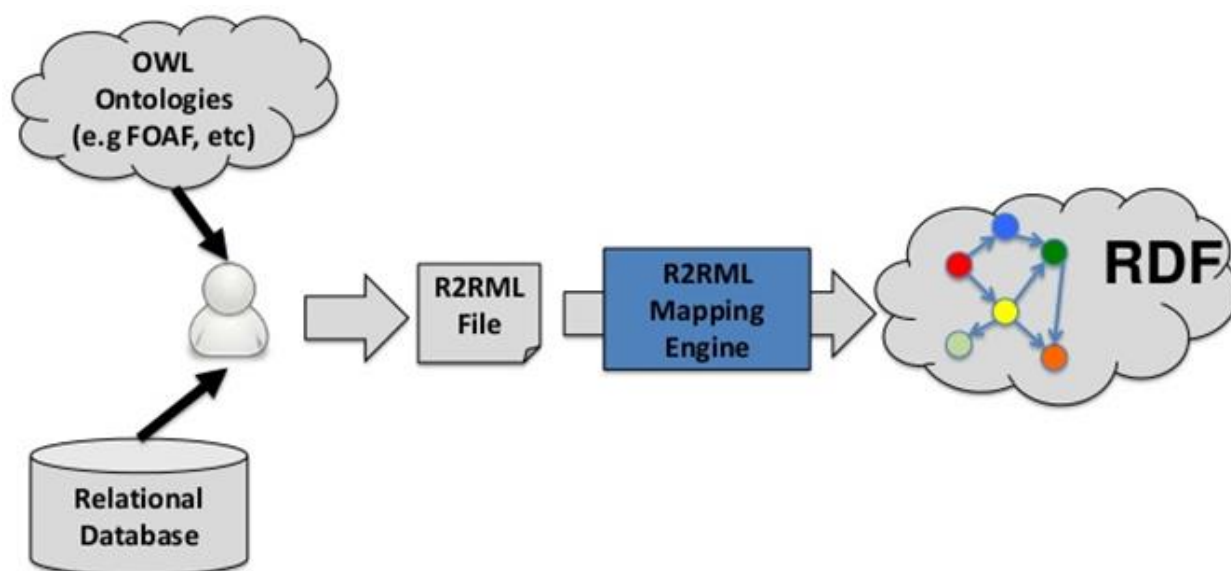 OWL
Ontologies
(e.g FOAF, etc)
R2RML
File
R2RML
Mapping
Engine
RDF
Relational
Database